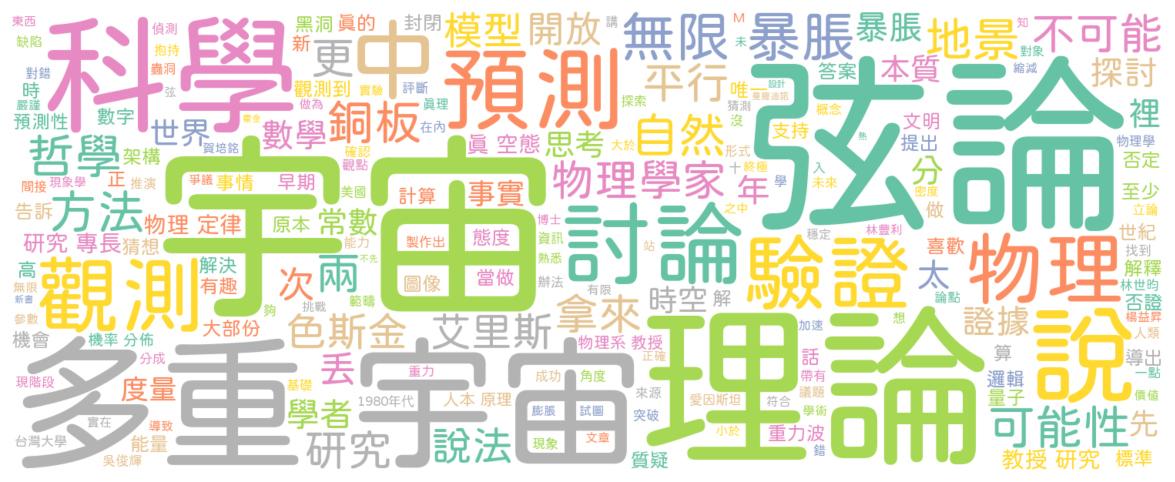 東西
偵測
黑洞
真的
封閉
模型
開放
無限
暴脹
暴脹
地景
M
未
講
知
不可能
缺陷
抱持
新
更
中
科學
預測
弦論
對象
縮減
探討
對錯
蟲洞
觀測到
平行
答案
本質
唯一
時
弦
實驗
評斷
嚴謹
數字
做為
真理
銅板
探索
猜測
設計
概念
裡
預測性
靈金
在內
自然
沒
支持
文明
世界
數學
大於
形式
提出
物理學
哲學
架構
賀培銘
真 空態
思考
確認
觀點
十
終極
入
熱
分
否定
間接
現象學
正
推演
爭議
事情
早期
計算
事實
物理學家
年
學
未來
密度
做
至少
告訴
方法
宇宙
美國
之中
立論
物理 定律
原本
常數
討論
穩定
林豐利
世紀
研究 專長
猜想
能力
製作出
態度
博士
資訊
站
驗證
喜歡
找到
物理
解釋
高
解決
兩
熟悉
太
林世昀
觀測
有趣
次
圖像
當做
辦法
時空
解
論點
否證
無限
新書
不先
挑戰
範疇
有限
楊益昇
參數
大部份
夠
色斯金
艾里斯
拿來
理論
想
證據
人類
說
機會
機率 分佈
加速
物理系 教授
正確
算
導出
一點
多重宇宙
分成
丟
重力
成功
角度
話
邏輯
現階段
度量
基礎
來源
帶有
議題
量子
價值
1980年代
人本 原理
愛因斯坦
符合
實在
導致
學者
膨脹
試圖
突破
學術
可能性
先
台灣大學
能量
研究
說法
現象
文章
小於
重力波
吳俊輝
質疑
錯
教授 研究
標準